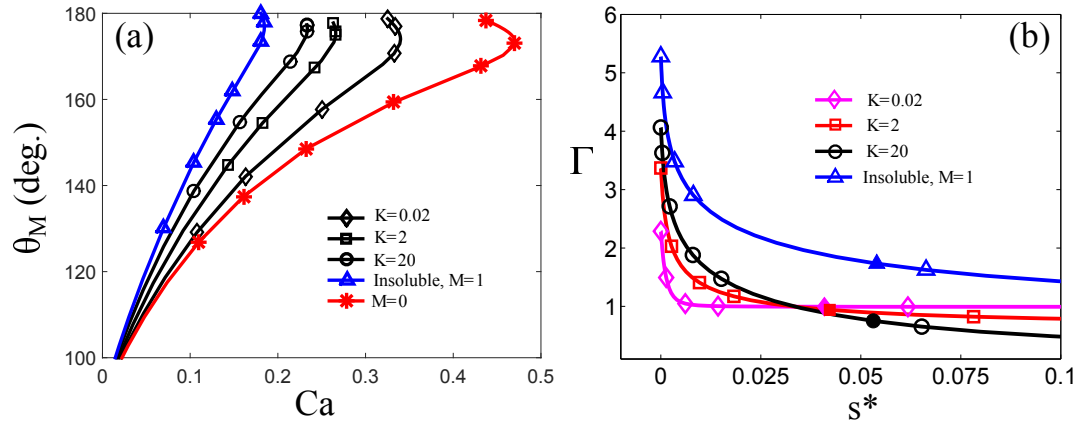 (a)
θ_M (deg.)
180
160
140
120
100
K=0.02
K=2
K=20
Insoluble, M=1
M=0
0
0.1
0.2
0.3
0.4
0.5
Ca
(b)
Γ
6
5
4
3
2
1
K=0.02
K=2
K=20
Insoluble, M=1
0
0.025
0.05
0.075
0.1
s*